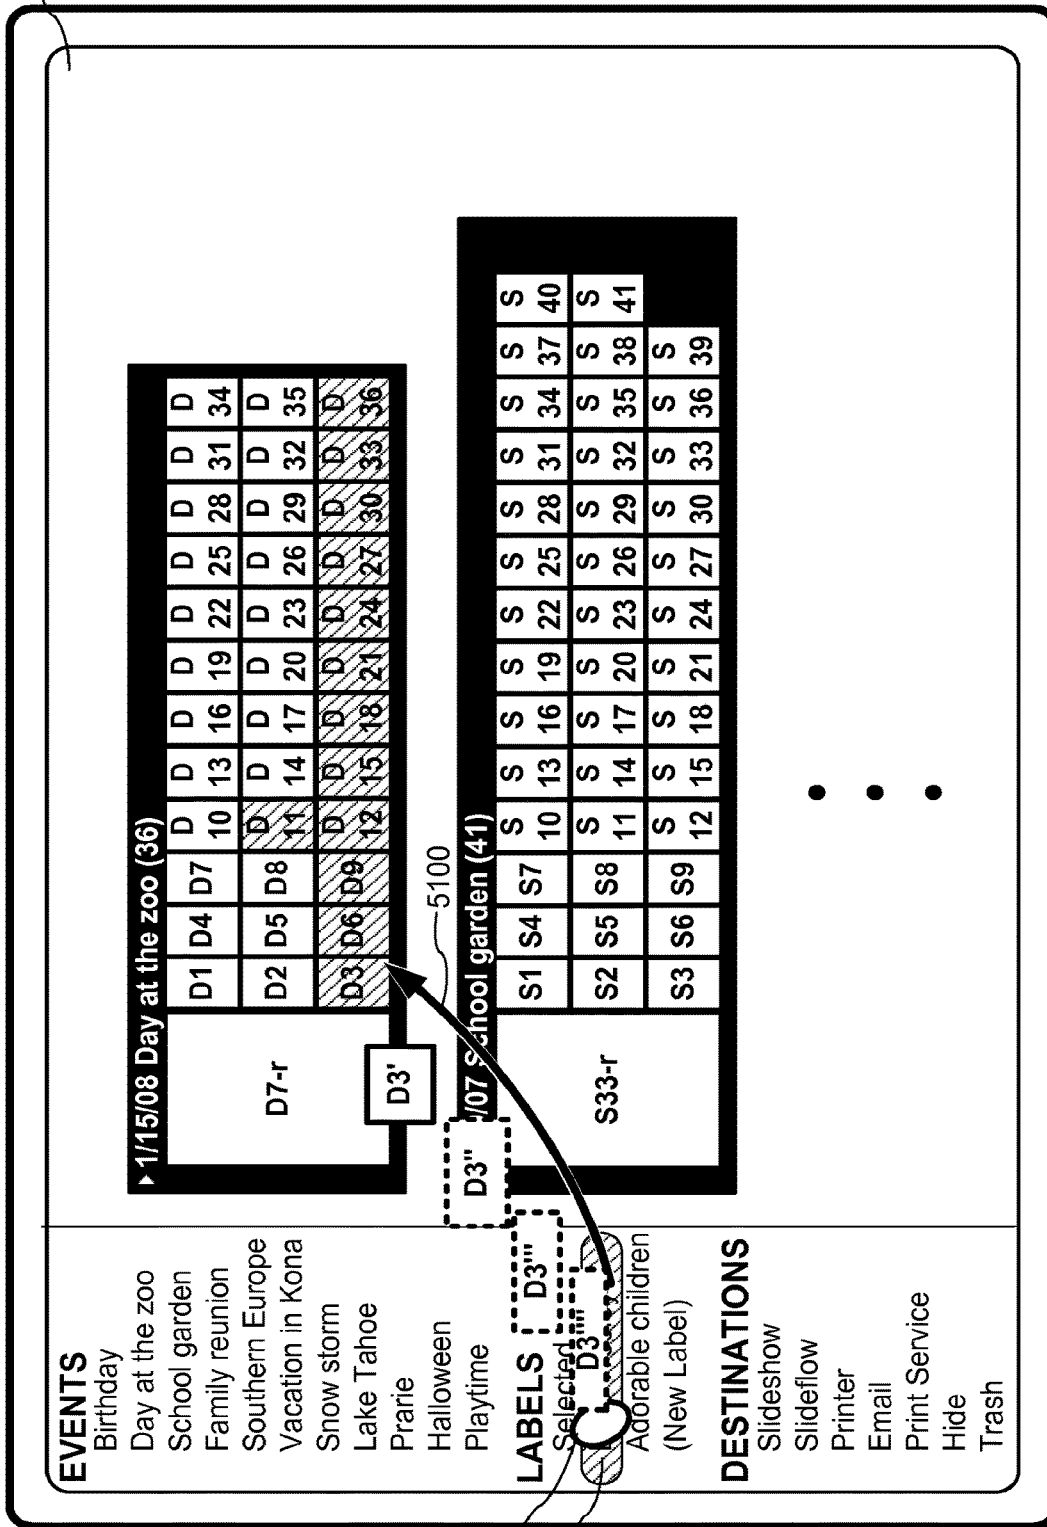 EVENTS
Birthday
Day at the zoo
School garden
Family reunion
Southern Europe
Vacation in Kona
Snow storm
Lake Tahoe
Prarie
Halloween
Playtime
LABELS
Selected
Adorable children
(New Label)
DESTINATIONS
Slideshow
Slideflow
Printer
Email
Print Service
Hide
Trash
1/15/08 Day at the zoo (36)
D7-r
D1 D4 D7 D 10 D 13 D 16 D 19 D 22 D 25 D 28 D 31 D 34
D2 D5 D8 D 11 D 14 D 17 D 20 D 23 D 26 D 29 D 32 D 35
D3 D6 D9 D 12 D 15 D 18 D 21 D 24 D 27 D 30 D 33 D 36
D3'
D3"
D3'''
D3''''
5100
/07 School garden (41)
S33-r
S1 S4 S7 S 10 S 13 S 16 S 19 S 22 S 25 S 28 S 31 S 34 S 37 S 40
S2 S5 S8 S 11 S 14 S 17 S 20 S 23 S 26 S 29 S 32 S 35 S 38 S 41
S3 S6 S9 S 12 S 15 S 18 S 21 S 24 S 27 S 30 S 33 S 36 S 39